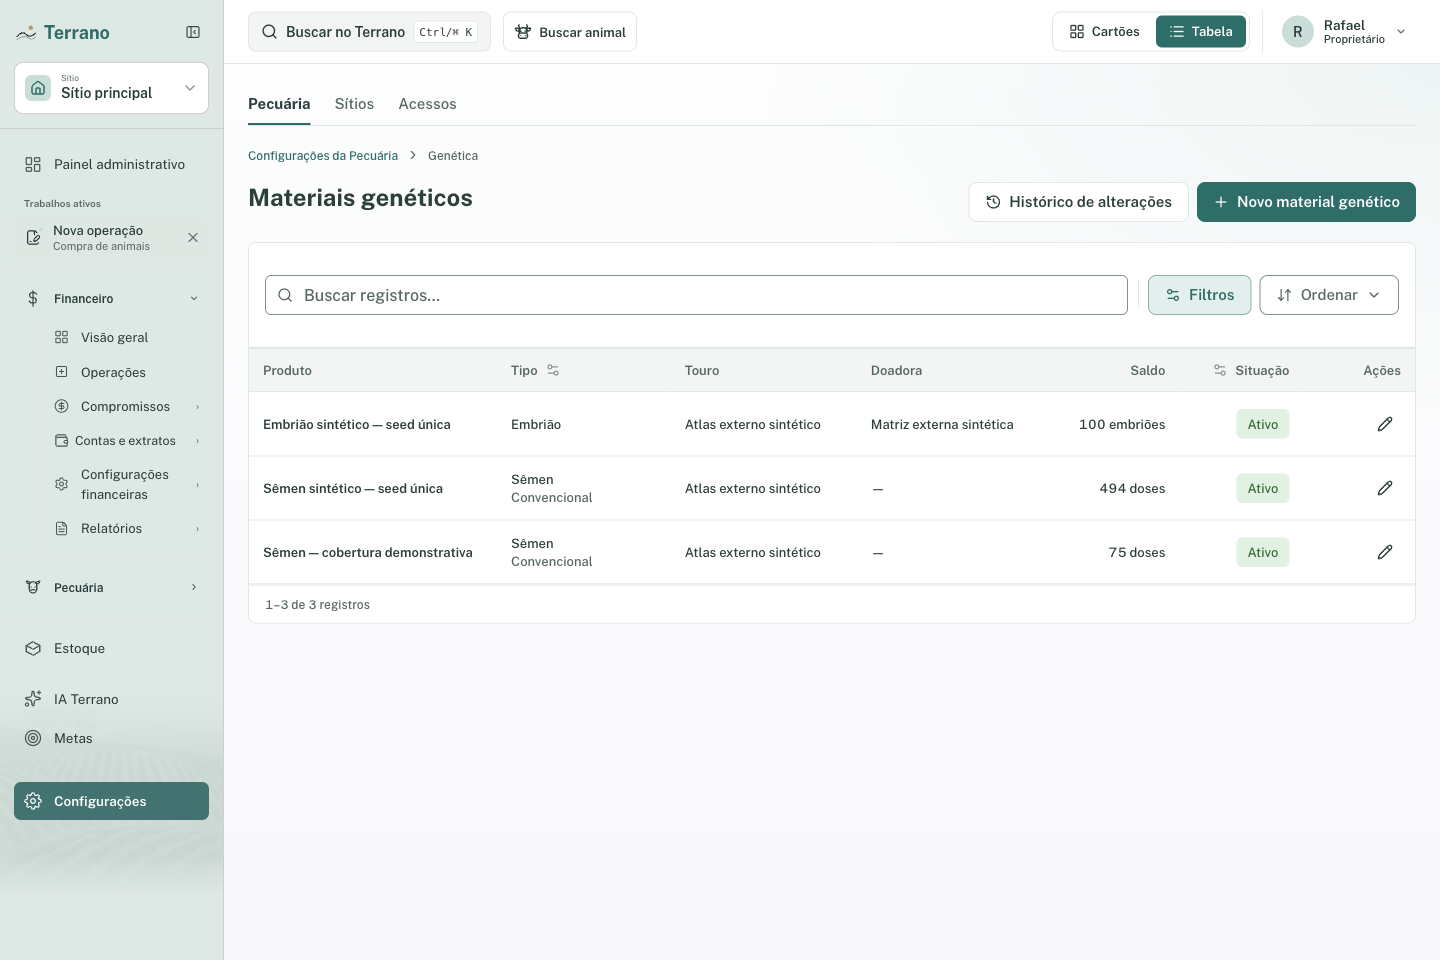 Terrano
Sítio
Sítio principal
Painel administrativo
Trabalhos ativos
Nova operação
Compra de animais
Financeiro
Visão geral
Operações
Compromissos
Contas e extratos
Configurações
financeiras
Relatórios
Pecuária
Estoque
IA Terrano
Metas
Configurações
Buscar no Terrano Ctrl/⌘ K
Buscar animal
Cartões
Tabela
R
Rafael
Proprietário
Pecuária Sítios Acessos
Configurações da Pecuária > Genética
Materiais genéticos
Histórico de alterações
+ Novo material genético
Buscar registros...
Filtros
Ordenar
Produto Tipo Touro Doadora Saldo Situação Ações
Embrião sintético — seed única Embrião Atlas externo sintético Matriz externa sintética 100 embriões Ativo
Sêmen sintético — seed única Sêmen Atlas externo sintético — 494 doses Ativo
Convencional
Sêmen — cobertura demonstrativa Sêmen Atlas externo sintético — 75 doses Ativo
Convencional
1–3 de 3 registros